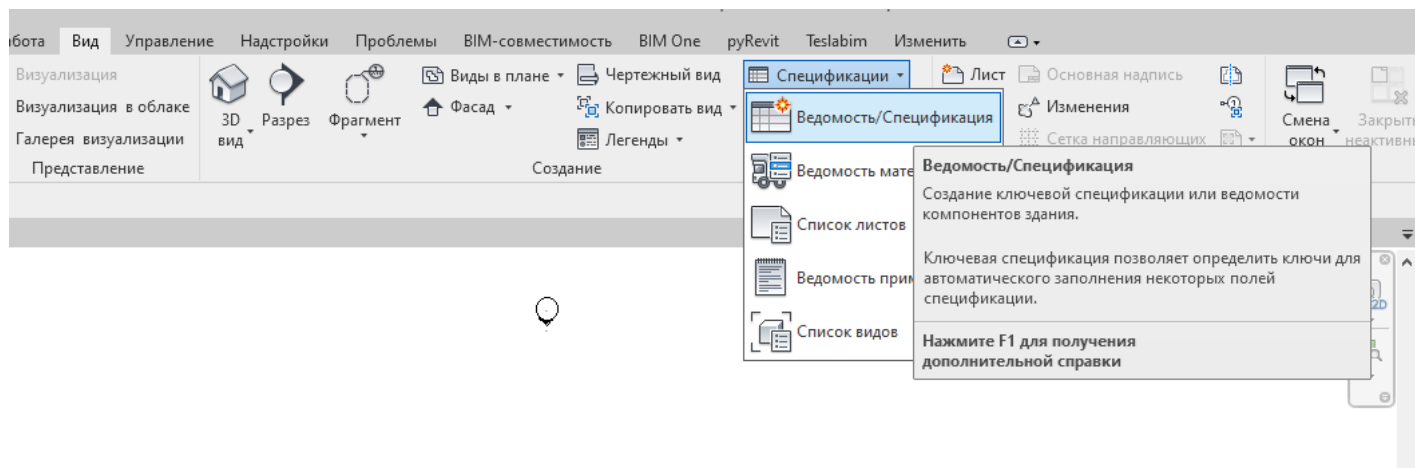 Вид Управление Надстройки Проблемы BIM-совместимость BIM One pyRevit Teslabim Изменить
Визуализация
Визуализация в облаке
Галерея визуализации
Представление
3D вид
Разрез
Фрагмент
Виды в плане
Фасад
Чертежный вид
Копировать вид
Легенды
Создание
Спецификации
Ведомость/Спецификация
Ведомость мате
Список листов
Ведомость прим
Список видов
Лист
Основная надпись
Изменения
Сетка направляющих
Смена
окон
Ведомость/Спецификация
Создание ключевой спецификации или ведомости
компонентов здания.
Ключевая спецификация позволяет определить ключи для
автоматического заполнения некоторых полей
спецификации.
Нажмите F1 для получения
дополнительной справки
2D